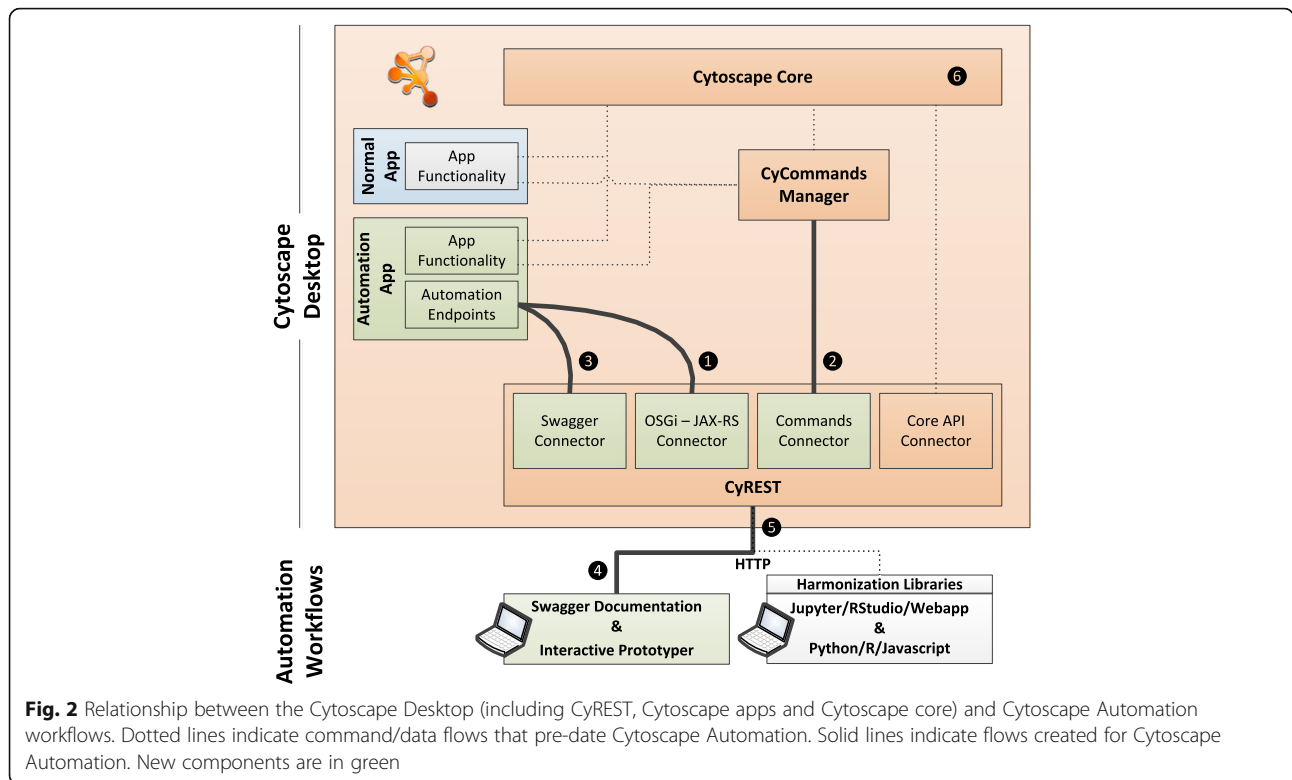 Cytoscape Desktop
Cytoscape Core
6
Normal App
App
Functionality
CyCommands
Manager
Automation App
App
Functionality
Automation
Endpoints
3
1
2
Swagger
Connector
OSGi – JAX-RS
Connector
Commands
Connector
Core API
Connector
CyREST
5
Automation Workflows
4
HTTP
Swagger Documentation
&
Interactive Prototyper
Harmonization Libraries
Jupyter/RStudio/Webapp
&
Python/R/Javascript
Fig. 2 Relationship between the Cytoscape Desktop (including CyREST, Cytoscape apps and Cytoscape core) and Cytoscape Automation
workflows. Dotted lines indicate command/data flows that pre-date Cytoscape Automation. Solid lines indicate flows created for Cytoscape
Automation. New components are in green